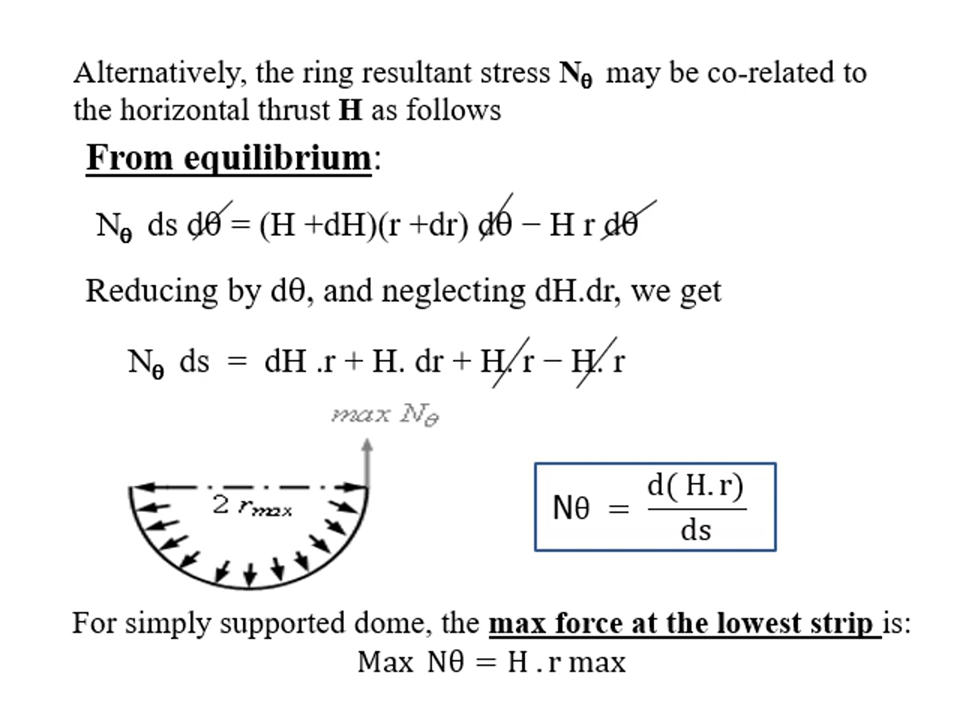 Alternatively, the ring resultant stress Nθ may be co-related to
the horizontal thrust H as follows
From equilibrium:
Nθ ds dθ = (H +dH)(r +dr) dθ − H r dθ
Reducing by dθ, and neglecting dH.dr, we get
Nθ ds = dH .r + H. dr + H. r − H. r
max Nθ
2 rmax
Nθ = d( H. r) / ds
For simply supported dome, the max force at the lowest strip is:
Max Nθ = H . r max